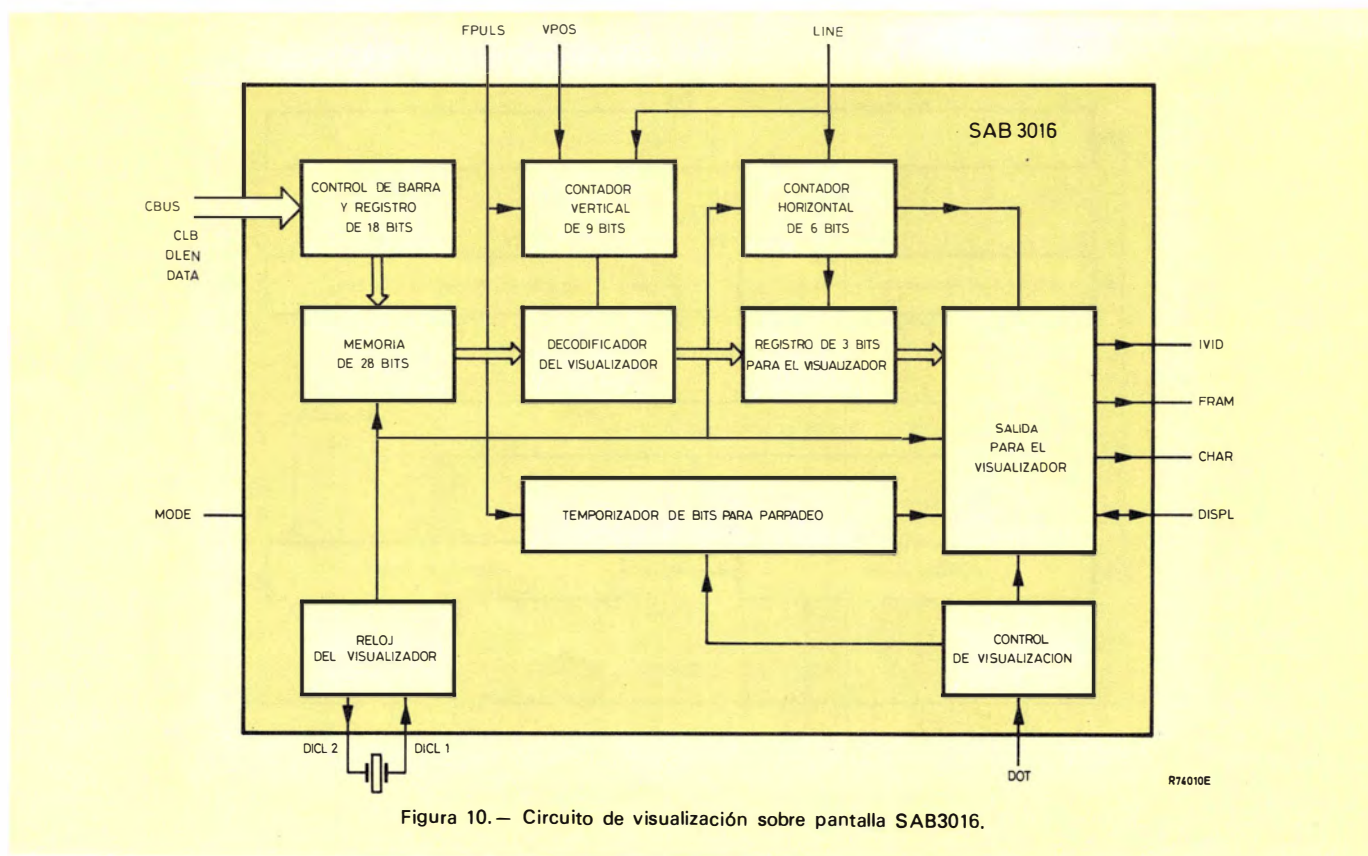 FPULS
VPOS
LINE
SAB 3016
CBUS
CLB
DLEN
DATA
CONTROL DE BARRA
Y REGISTRO
DE 18 BITS
CONTADOR
VERTICAL
DE 9 BITS
CONTADOR
HORIZONTAL
DE 6 BITS
MEMORIA
DE 28 BITS
DECODIFICADOR
DEL VISUALIZADOR
REGISTRO DE 3 BITS
PARA EL VISUALIZADOR
SALIDA
PARA EL
VISUALIZADOR
IVID
FRAM
CHAR
DISPL
MODE
TEMPORIZADOR DE BITS PARA PARPADEO
RELOJ
DEL VISUALIZADOR
CONTROL
DE VISUALIZACION
DICL 2
DICL 1
DOT
R74010E
Figura 10.— Circuito de visualización sobre pantalla SAB3016.